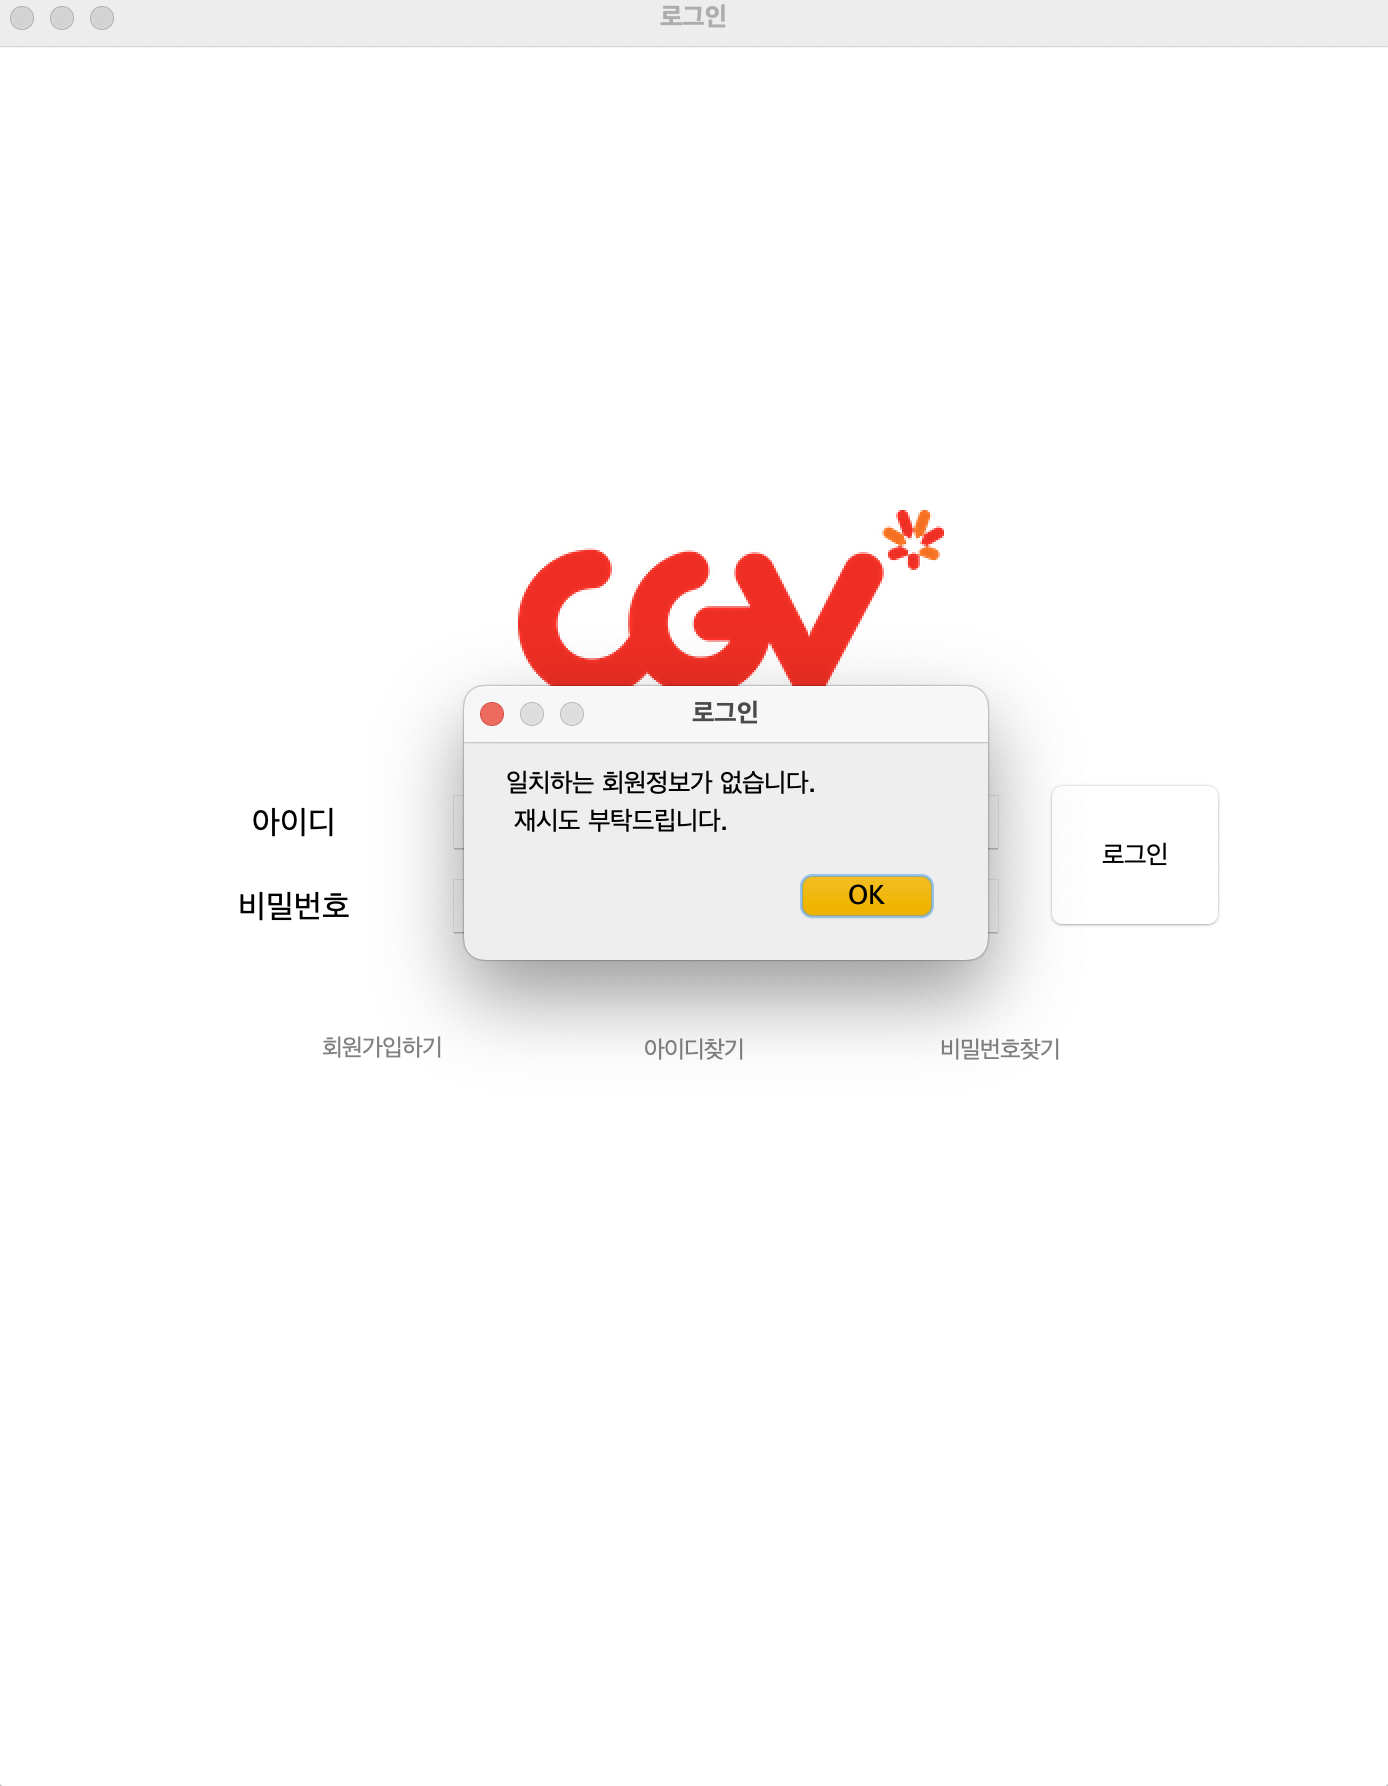 로그인
CGV
로그인
일치하는 회원정보가 없습니다.
재시도 부탁드립니다.
OK
아이디
비밀번호
로그인
회원가입하기
아이디찾기
비밀번호찾기